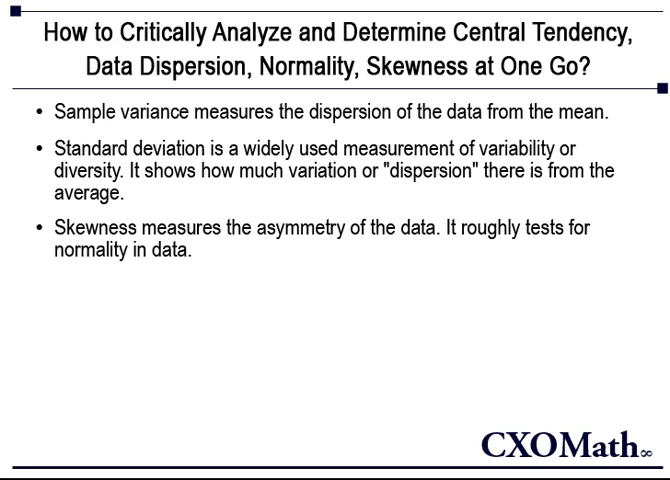 How to Critically Analyze and Determine Central Tendency,
Data Dispersion, Normality, Skewness at One Go?
• Sample variance measures the dispersion of the data from the mean.
• Standard deviation is a widely used measurement of variability or
diversity. It shows how much variation or "dispersion" there is from the
average.
• Skewness measures the asymmetry of the data. It roughly tests for
normality in data.
CXOMath∞